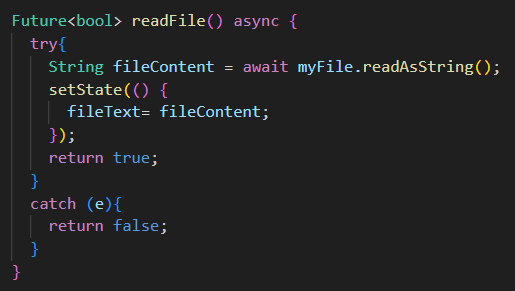 Future<bool> readFile() async {
  try{
    String fileContent = await myFile.readAsString();
    setState(() {
      fileText= fileContent;
    });
    return true;
  }
  catch (e){
    return false;
  }
}